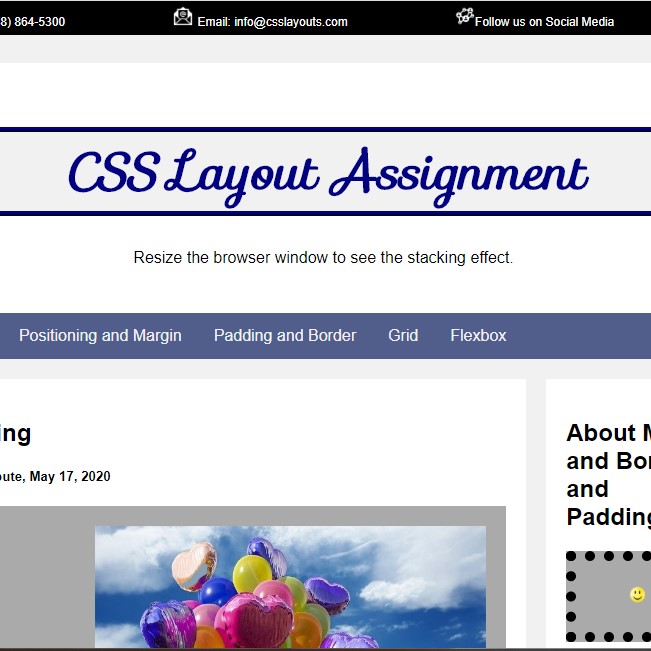 8) 864-5300 Email: info@csslayouts.com Follow us on Social Media
CSS Layout Assignment
Resize the browser window to see the stacking effect.
Positioning and Margin Padding and Border Grid Flexbox
ing
oute, May 17, 2020
About M
and Bor
and
Padding